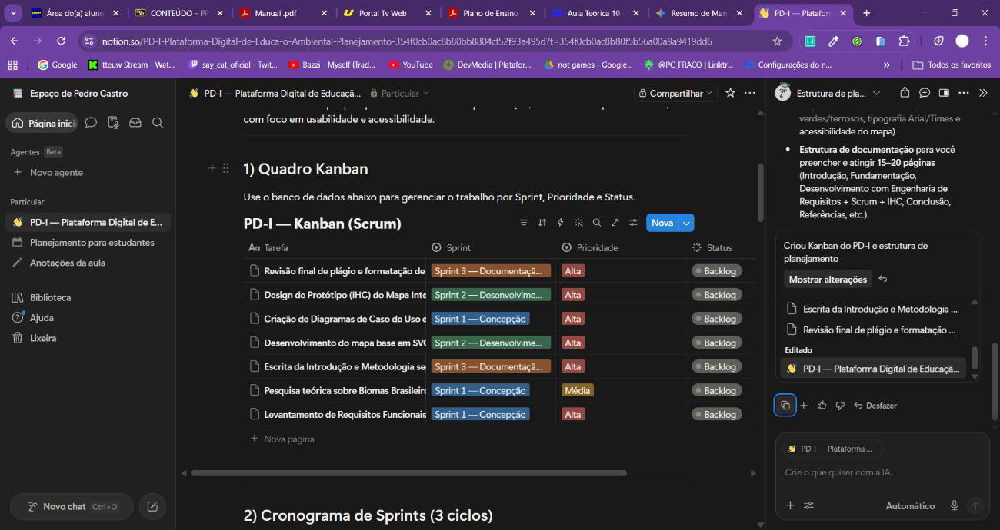 Área do(a) aluno
CONTEÚDO – PR
Manual .pdf
Portal Tv Web
Plano de Ensino
Aula Teórica 10
Resumo de Man
PD-I — Platafor
notion.so/PD-I-Plataforma-Digital-de-Educa-o-Ambiental-Planejamento-354f0cb0ac8b80bb8804cf52f93a495d?t=354f0cb0ac8b80f5b56a00a9a9419dd6
Google
tteuw Stream - Wat...
say_cat_oficial - Twit...
Bazzi - Myself (Trad...
YouTube
DevMedia | Platafor...
not games - Google...
@PC_FRACO | Linktr...
Configurações do n...
Todos os favoritos
Espaço de Pedro Castro
Página inici
Agentes Beta
Novo agente
Particular
PD-I — Plataforma Digital de E...
Planejamento para estudantes
Anotações da aula
Biblioteca
Ajuda
Lixeira
Novo chat Ctrl+O
PD-I — Plataforma Digital de Educaçã...
Particular
Compartilhar
com foco em usabilidade e acessibilidade.
1) Quadro Kanban
Use o banco de dados abaixo para gerenciar o trabalho por Sprint, Prioridade e Status.
PD-I — Kanban (Scrum)
Nova
Aa Tarefa Sprint Prioridade Status
Revisão final de plágio e formatação de Sprint 3 — Documentaçã... Alta Backlog
Design de Protótipo (IHC) do Mapa Inte Sprint 2 — Desenvolvime... Alta Backlog
Criação de Diagramas de Caso de Uso e Sprint 1 — Concepção Alta Backlog
Desenvolvimento do mapa base em SVG Sprint 2 — Desenvolvime... Alta Backlog
Escrita da Introdução e Metodologia se Sprint 3 — Documentaçã... Alta Backlog
Pesquisa teórica sobre Biomas Brasileiro Sprint 1 — Concepção Média Backlog
Levantamento de Requisitos Funcionais Sprint 1 — Concepção Alta Backlog
Nova página
2) Cronograma de Sprints (3 ciclos)
Estrutura de pla...
verdes/terrosos, tipografia Arial/Times e
acessibilidade do mapa).
Estrutura de documentação para você
preencher e atingir 15–20 páginas
(Introdução, Fundamentação,
Desenvolvimento com Engenharia de
Requisitos + Scrum + IHC, Conclusão,
Referências, etc.).
Criou Kanban do PD-I e estrutura de
planejamento
Mostrar alterações
Escrita da Introdução e Metodologia ...
Revisão final de plágio e formatação ...
Editado
PD-I — Plataforma Digital de Educaçã...
Desfazer
PD-I — Plataforma ...
Crie o que quiser com a IA...
Automático